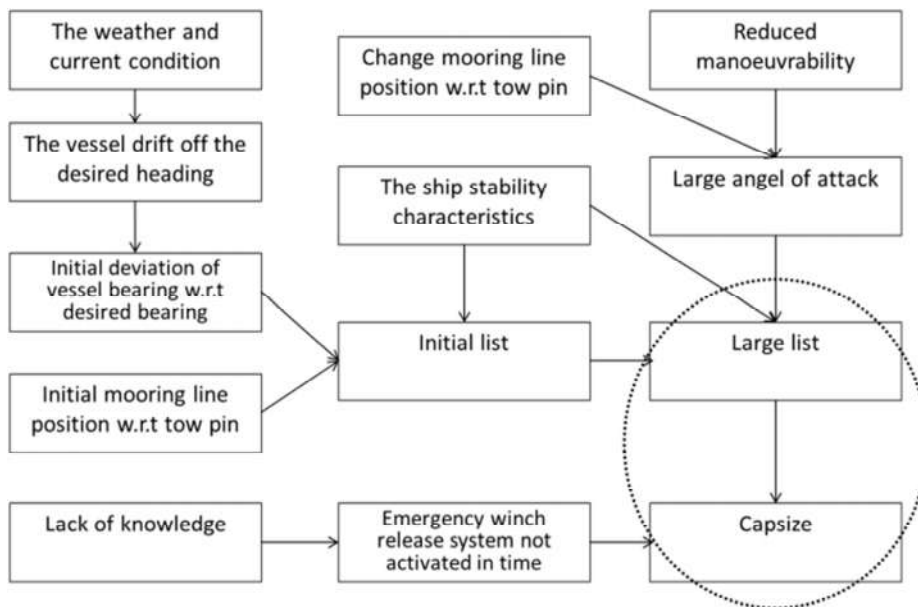 The weather and
current condition
Change mooring line
position w.r.t tow pin
Reduced
manoeuvrability
The vessel drift off the
desired heading
The ship stability
characteristics
Large angel of attack
Initial deviation of
vessel bearing w.r.t
desired bearing
Initial list
Large list
Initial mooring line
position w.r.t tow pin
Lack of knowledge
Emergency winch
release system not
activated in time
Capsize